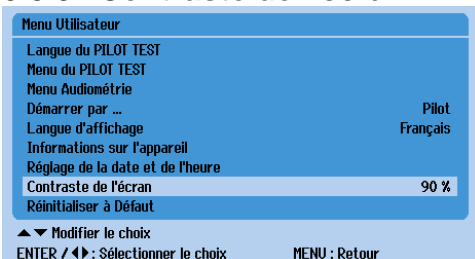 Menu Utilisateur
Langue du PILOT TEST
Menu du PILOT TEST
Menu Audiométrie
Démarrer par ... Pilot
Langue d'affichage Français
Informations sur l'appareil
Réglage de la date et de l'heure
Contraste de l'écran 90 %
Réinitialiser à Défaut
▲▼ Modifier le choix
ENTER / ◀▶ : Sélectionner le choix MENU : Retour